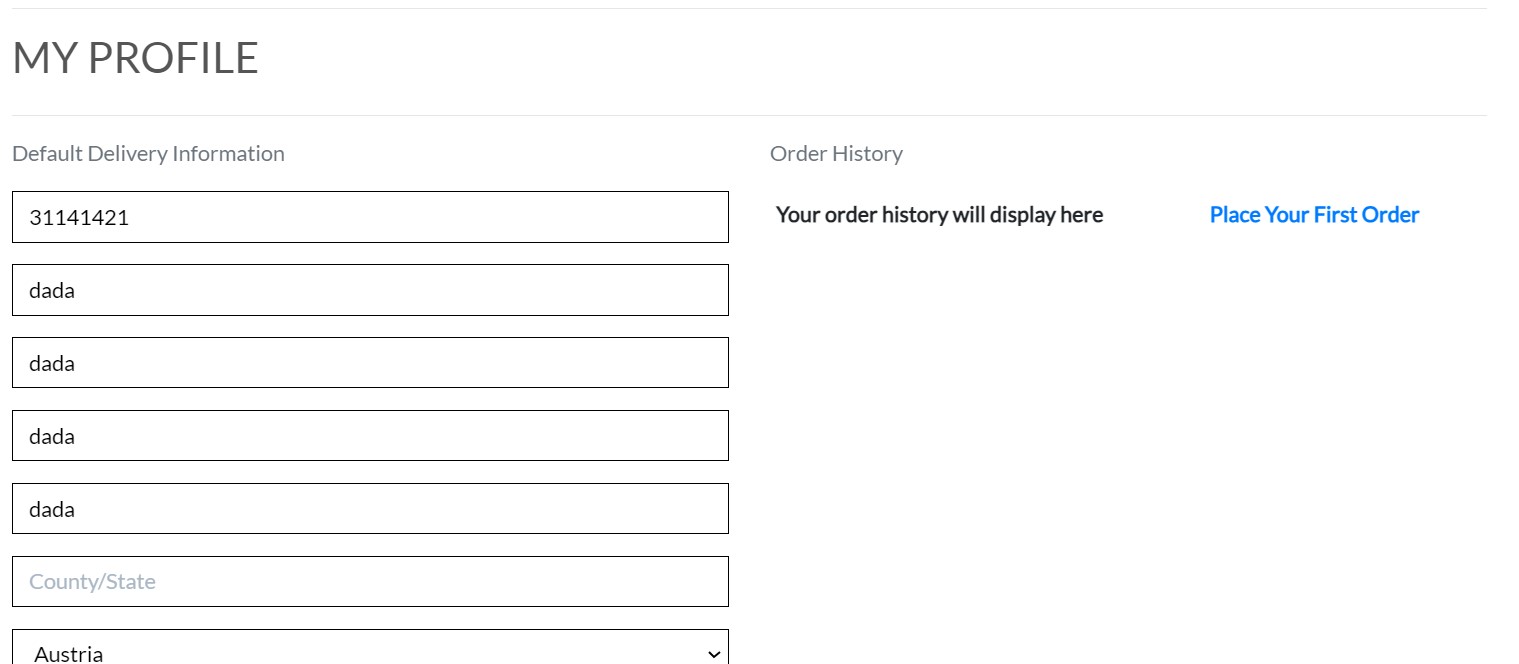 MY PROFILE
Default Delivery Information
31141421
dada
dada
dada
dada
County/State
Austria
Order History
Your order history will display here
Place Your First Order